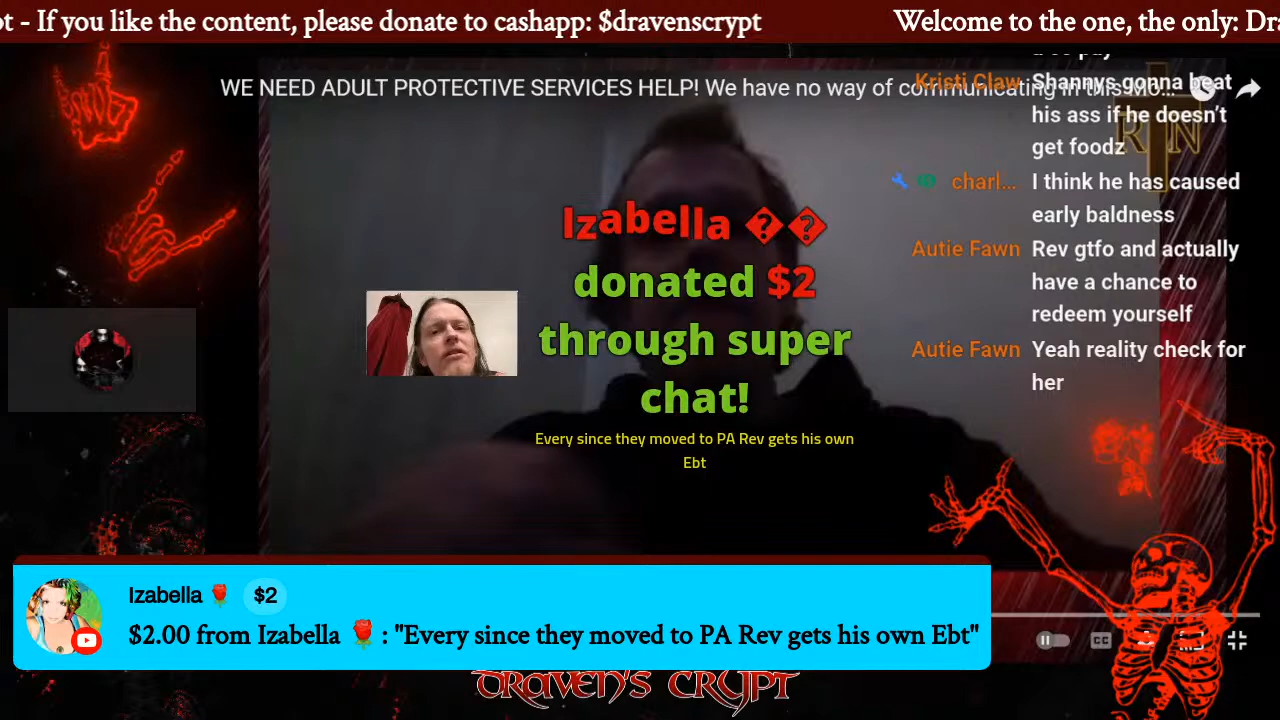 ot - If you like the content, please donate to cashapp: $dravenscrypt Welcome to the one, the only: Dra
WE NEED ADULT PROTECTIVE SERVICES HELP! We have no way of communicating in this Mo...
Kristi Claw Shannys gonna beat
his ass if he doesn't
get foodz
R N
charl... I think he has caused
early baldness
Autie Fawn Rev gtfo and actually
have a chance to
redeem yourself
Autie Fawn Yeah reality check for
her
Izabella ��
donated $2
through super
chat!
Every since they moved to PA Rev gets his own
Ebt
Izabella 🌹 $2
$2.00 from Izabella 🌹 : "Every since they moved to PA Rev gets his own Ebt"
CC
DRAVEN'S CRYPT